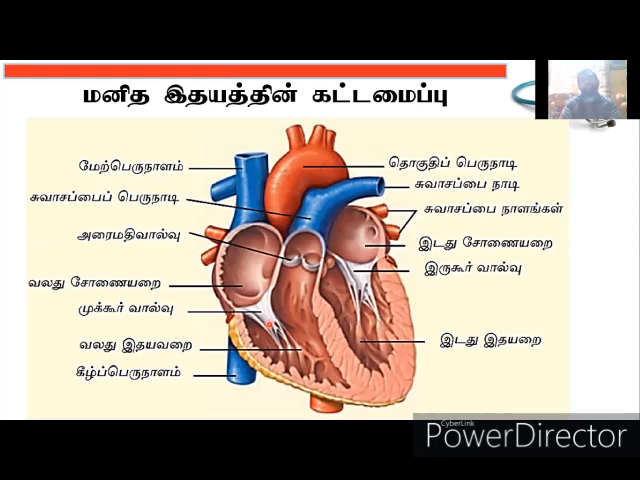 மனித இதயத்தின் கட்டமைப்பு
மேற்பெருநாளம்
சுவாசப்பைப் பெருநாடி
அரைமதிவால்வு
வலது சோணையறை
முக்கூர் வால்வு
வலது இதயவறை
கீழ்ப்பெருநாளம்
தொகுதிப் பெருநாடி
சுவாசப்பை நாடி
சுவாசப்பை நாளங்கள்
இடது சோணையறை
இருகூர் வால்வு
இடது இதயறை
CyberLink
PowerDirector